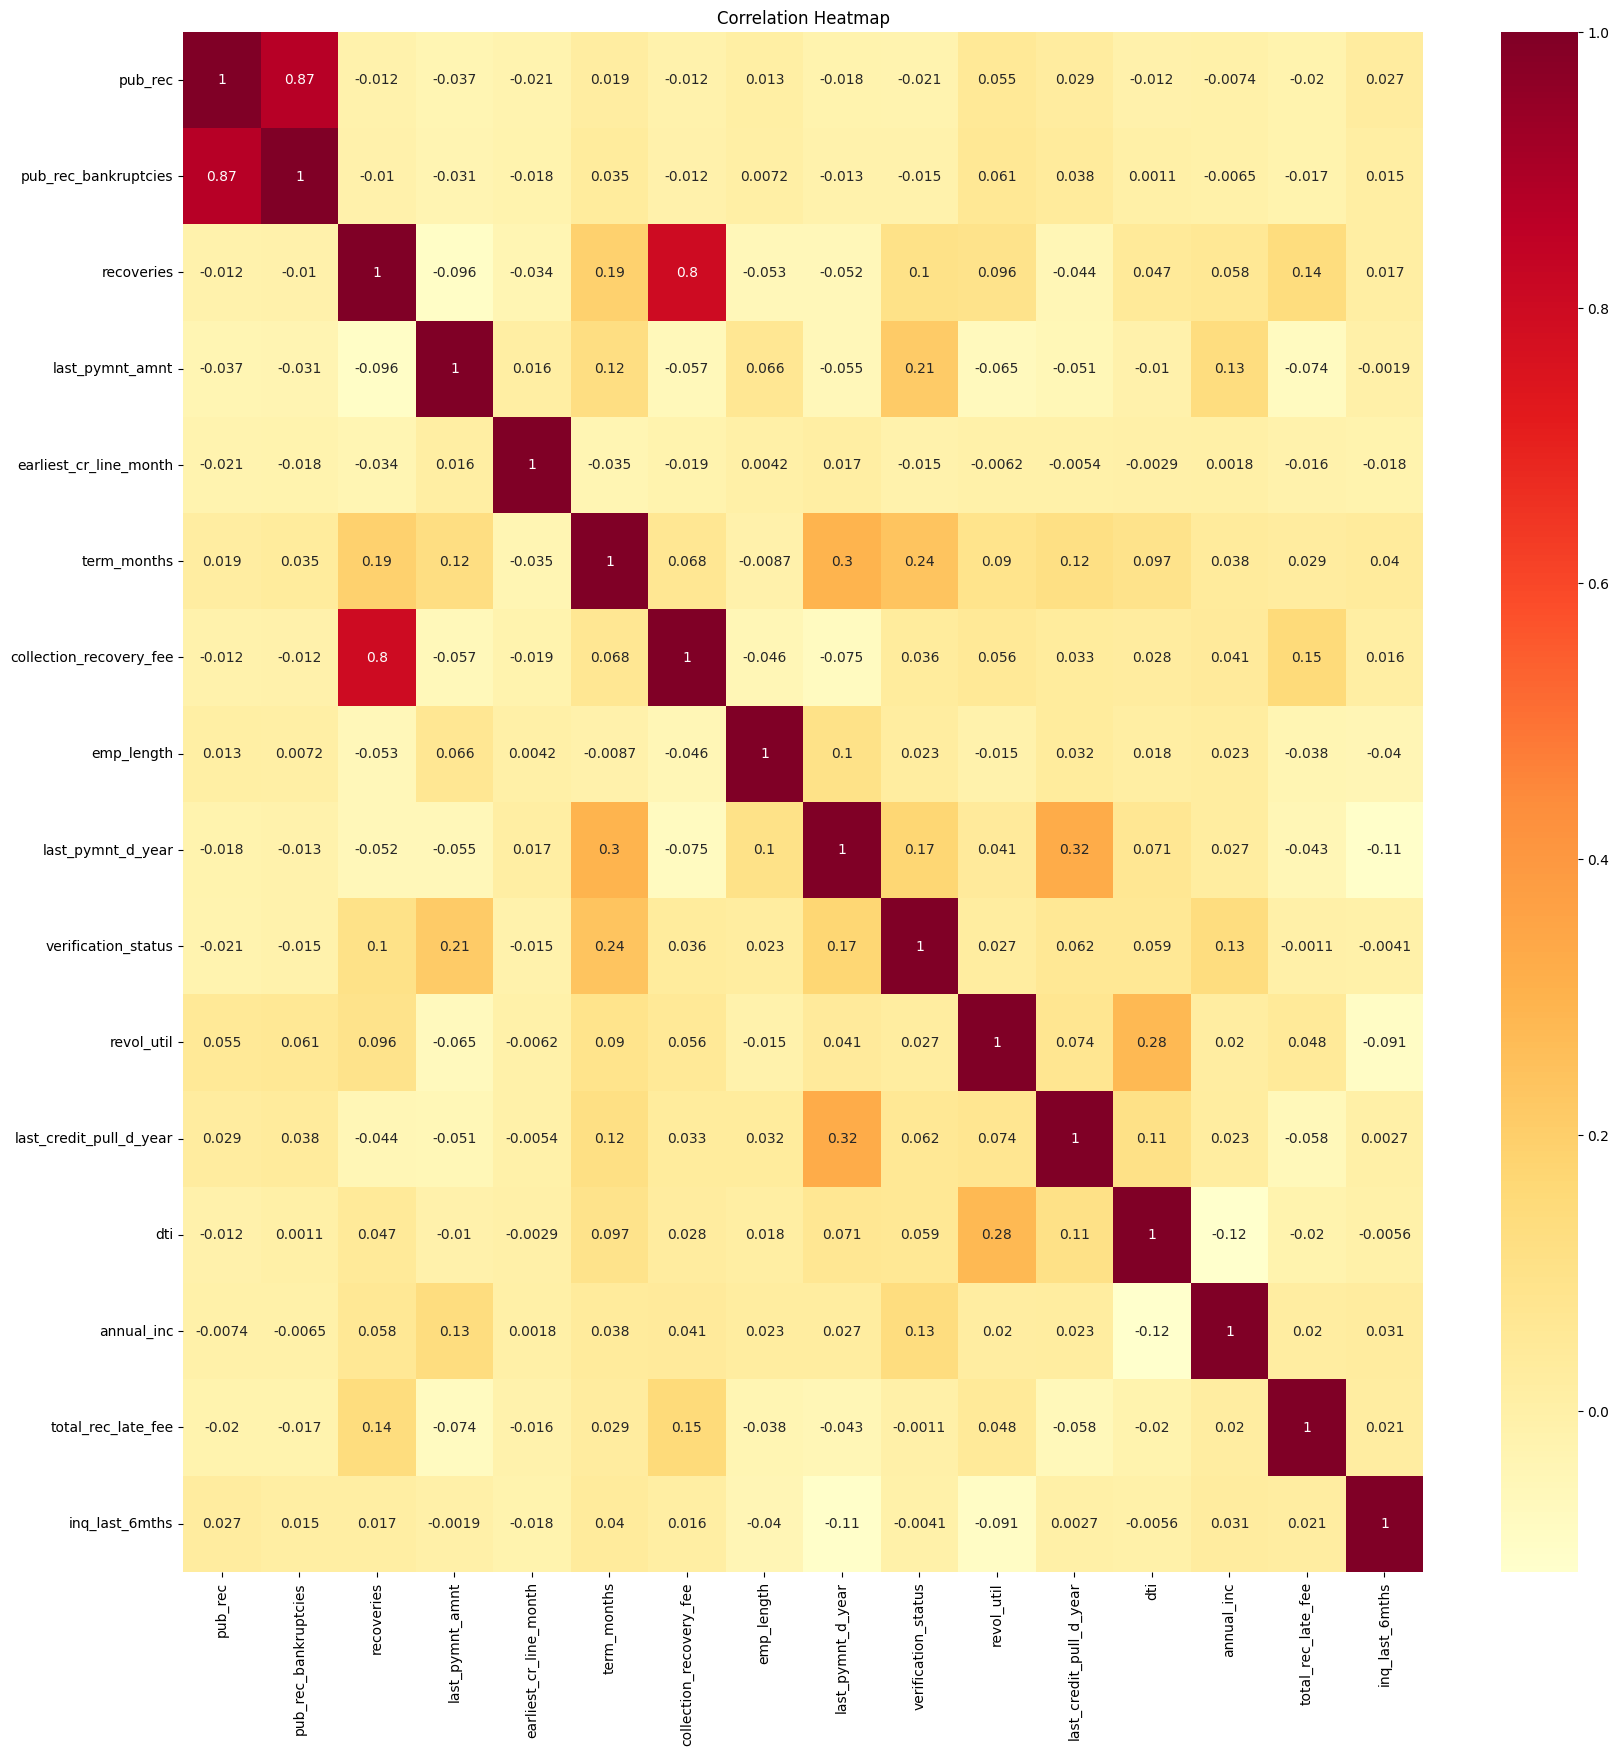 Correlation Heatmap
pub_rec 1 0.87 -0.012 -0.037 -0.021 0.019 -0.012 0.013 -0.018 -0.021 0.055 0.029 -0.012 -0.0074 -0.02 0.027
pub_rec_bankruptcies 0.87 1 -0.01 -0.031 -0.018 0.035 -0.012 0.0072 -0.013 -0.015 0.061 0.038 0.0011 -0.0065 -0.017 0.015
recoveries -0.012 -0.01 1 -0.096 -0.034 0.19 0.8 -0.053 -0.052 0.1 0.096 -0.044 0.047 0.058 0.14 0.017
last_pymnt_amnt -0.037 -0.031 -0.096 1 0.016 0.12 -0.057 0.066 -0.055 0.21 -0.065 -0.051 -0.01 0.13 -0.074 -0.0019
earliest_cr_line_month -0.021 -0.018 -0.034 0.016 1 -0.035 -0.019 0.0042 0.017 -0.015 -0.0062 -0.0054 -0.0029 0.0018 -0.016 -0.018
term_months 0.019 0.035 0.19 0.12 -0.035 1 0.068 -0.0087 0.3 0.24 0.09 0.12 0.097 0.038 0.029 0.04
collection_recovery_fee -0.012 -0.012 0.8 -0.057 -0.019 0.068 1 -0.046 -0.075 0.036 0.056 0.033 0.028 0.041 0.15 0.016
emp_length 0.013 0.0072 -0.053 0.066 0.0042 -0.0087 -0.046 1 0.1 0.023 -0.015 0.032 0.018 0.023 -0.038 -0.04
last_pymnt_d_year -0.018 -0.013 -0.052 -0.055 0.017 0.3 -0.075 0.1 1 0.17 0.041 0.32 0.071 0.027 -0.043 -0.11
verification_status -0.021 -0.015 0.1 0.21 -0.015 0.24 0.036 0.023 0.17 1 0.027 0.062 0.059 0.13 -0.0011 -0.0041
revol_util 0.055 0.061 0.096 -0.065 -0.0062 0.09 0.056 -0.015 0.041 0.027 1 0.074 0.28 0.02 0.048 -0.091
last_credit_pull_d_year 0.029 0.038 -0.044 -0.051 -0.0054 0.12 0.033 0.032 0.32 0.062 0.074 1 0.11 0.023 -0.058 0.0027
dti -0.012 0.0011 0.047 -0.01 -0.0029 0.097 0.028 0.018 0.071 0.059 0.28 0.11 1 -0.12 -0.02 -0.0056
annual_inc -0.0074 -0.0065 0.058 0.13 0.0018 0.038 0.041 0.023 0.027 0.13 0.02 0.023 -0.12 1 0.02 0.031
total_rec_late_fee -0.02 -0.017 0.14 -0.074 -0.016 0.029 0.15 -0.038 -0.043 -0.0011 0.048 -0.058 -0.02 0.02 1 0.021
inq_last_6mths 0.027 0.015 0.017 -0.0019 -0.018 0.04 0.016 -0.04 -0.11 -0.0041 -0.091 0.0027 -0.0056 0.031 0.021 1
pub_rec
pub_rec_bankruptcies
recoveries
last_pymnt_amnt
earliest_cr_line_month
term_months
collection_recovery_fee
emp_length
last_pymnt_d_year
verification_status
revol_util
last_credit_pull_d_year
dti
annual_inc
total_rec_late_fee
inq_last_6mths
1.0
0.8
0.6
0.4
0.2
0.0